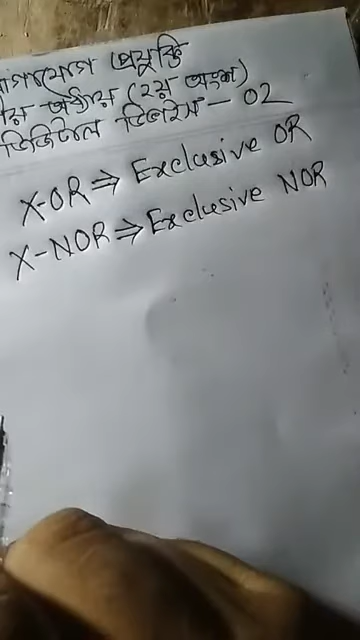 প্রযুক্তি
অধ্যায় (২য় অংশ)
ডিজিটাল ডিভাইস - 02
X-OR ⇒ Exclusive OR
X-NOR ⇒ Exclusive NOR